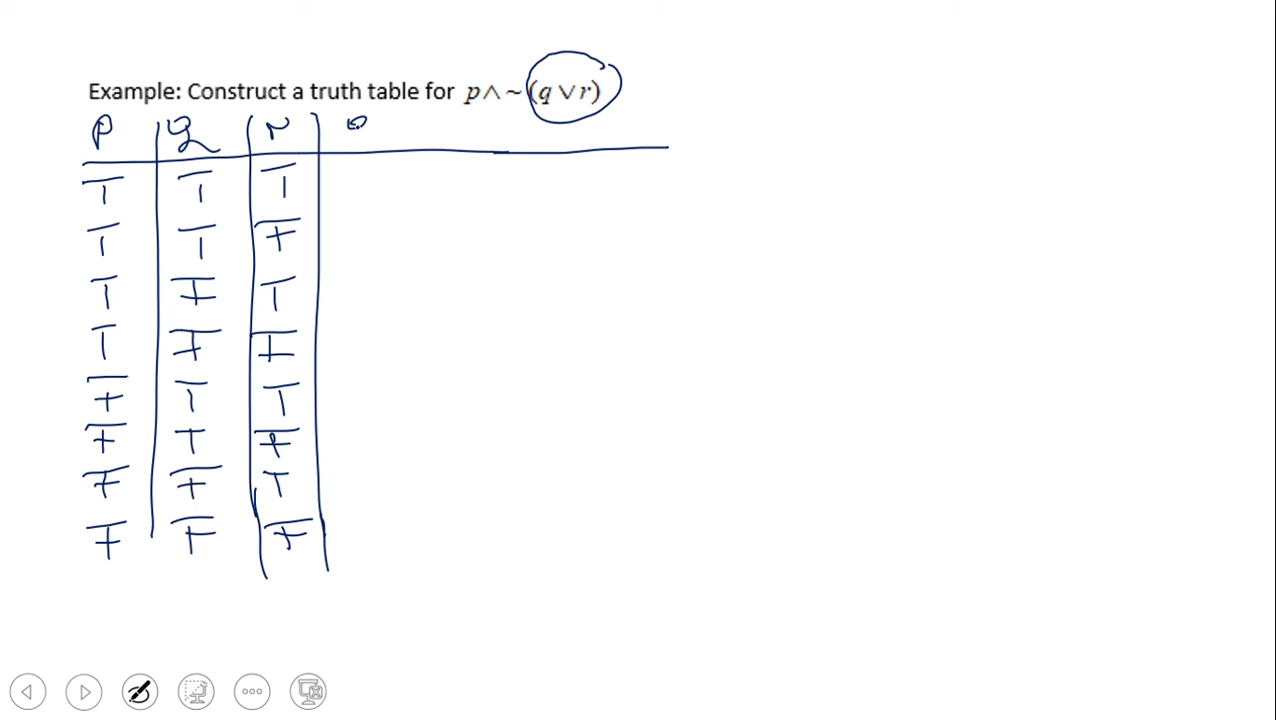 Example: Construct a truth table for p∧~(q∨r)
P q r
T T T
T T F
T F T
T F F
F T T
F T F
F F T
F F F